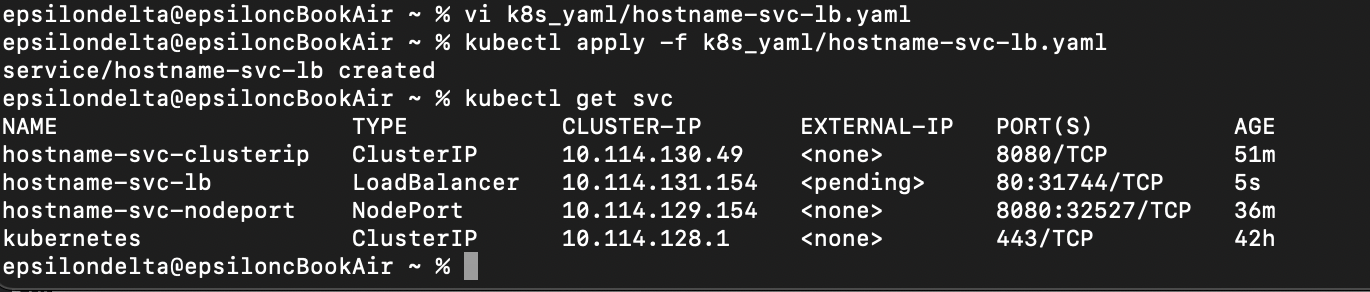 epsilondelta@epsiloncBookAir ~ % vi k8s_yaml/hostname-svc-lb.yaml
epsilondelta@epsiloncBookAir ~ % kubectl apply -f k8s_yaml/hostname-svc-lb.yaml
service/hostname-svc-lb created
epsilondelta@epsiloncBookAir ~ % kubectl get svc
NAME TYPE CLUSTER-IP EXTERNAL-IP PORT(S) AGE
hostname-svc-clusterip ClusterIP 10.114.130.49 <none> 8080/TCP 51m
hostname-svc-lb LoadBalancer 10.114.131.154 <pending> 80:31744/TCP 5s
hostname-svc-nodeport NodePort 10.114.129.154 <none> 8080:32527/TCP 36m
kubernetes ClusterIP 10.114.128.1 <none> 443/TCP 42h
epsilondelta@epsiloncBookAir ~ %